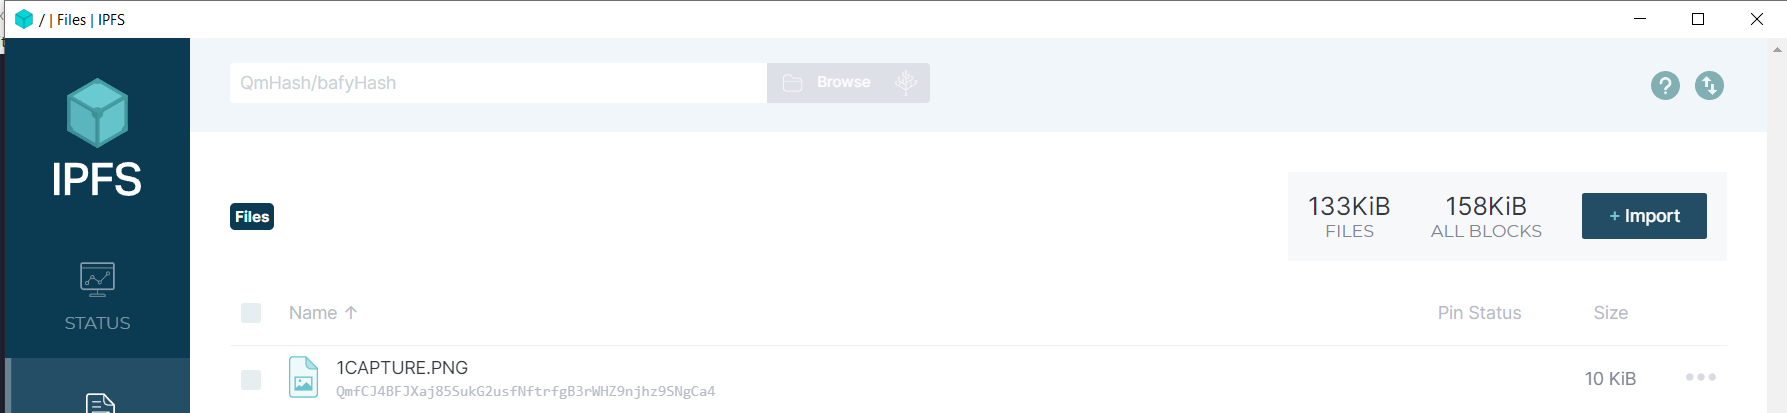 / | Files | IPFS
QmHash/bafyHash
Browse
IPFS
133KiB
FILES
158KiB
ALL BLOCKS
+ Import
Files
STATUS
Name ↑
Pin Status
Size
1CAPTURE.PNG
QmfCJ4BFJXaj85SukG2usfNftrfgB3rWHZ9njhz9SNgCa4
10 KiB